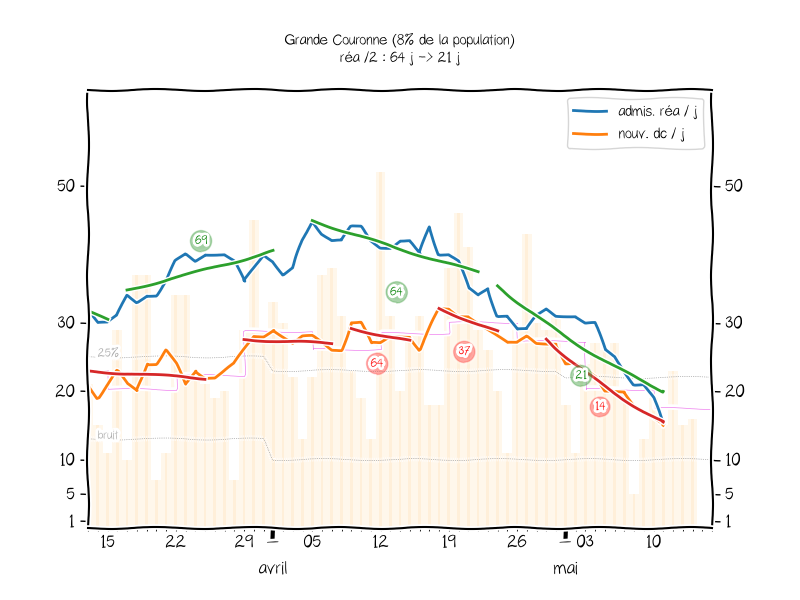 Grande Couronne (8% de la population)
réa /2 : 64 j -> 21 j
admis. réa / j
nouv. dc / j
50
50
69
64
30
30
25%
37
64
21
20
20
14
bruit
10
10
5
5
1
1
15 22 29 05 12 19 26 03 10
avril mai